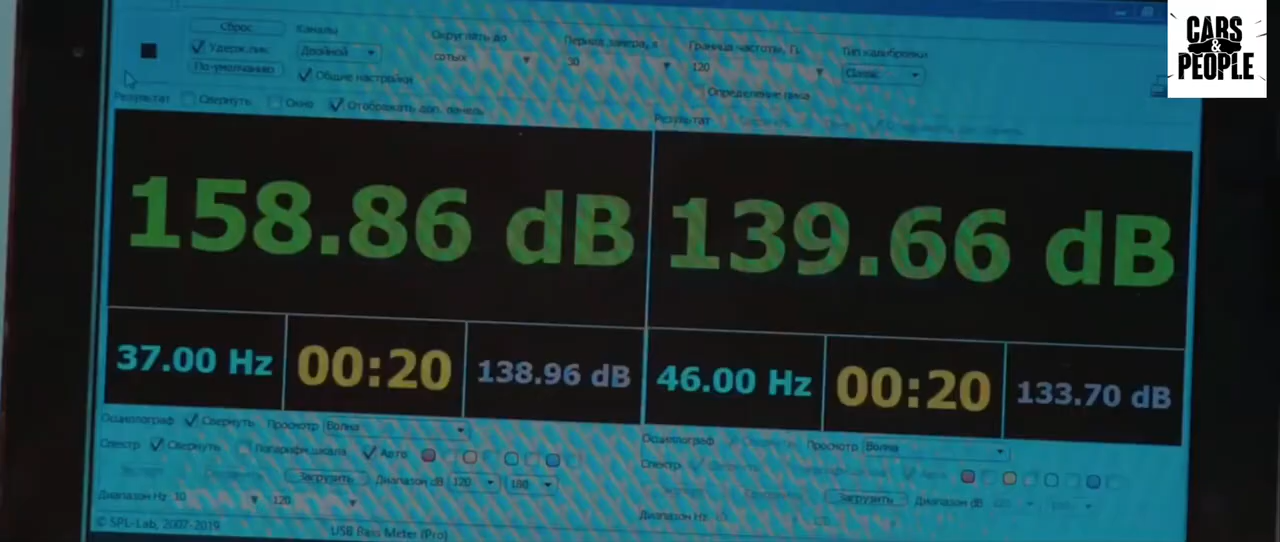 CARS
&
PEOPLE
Сброс
Каналы
Округлять до
Период замера, s
Граница частоты, Гц
Тип калибровки
Удерж.пик
Двойной
сотых
30
120
Classic
По-умолчанию
Общие настройки
Определение пика
Результат Свернуть Окно Отображать доп. панель
Результат
158.86 dB
139.66 dB
37.00 Hz
00:20
138.96 dB
46.00 Hz
00:20
133.70 dB
Осциллограф Свернуть Просмотр Волна
Осциллограф Свернуть Просмотр Волна
Спектр Свернуть Логарифм.шкала Авто
Спектр Свернуть
Загрузить Диапазон dB 120 180
Загрузить Диапазон dB
Диапазон Hz 10 120
Диапазон Hz
© SPL-Lab, 2007-2019
USB Bass Meter (Pro)